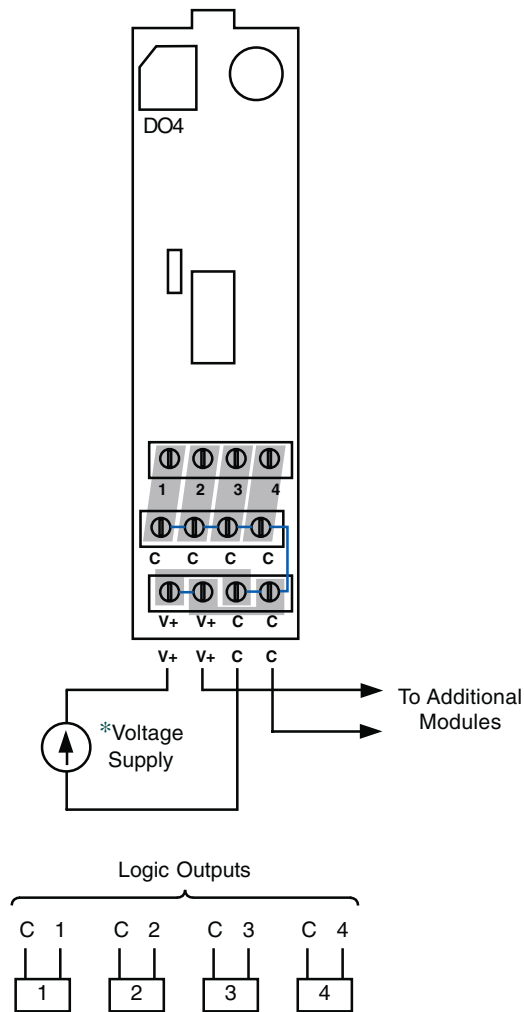 DO4
1 2 3 4
C C C C
V+ V+ C C
V+ V+ C C
To Additional
Modules
*Voltage
Supply
Logic Outputs
C 1 C 2 C 3 C 4
1 2 3 4